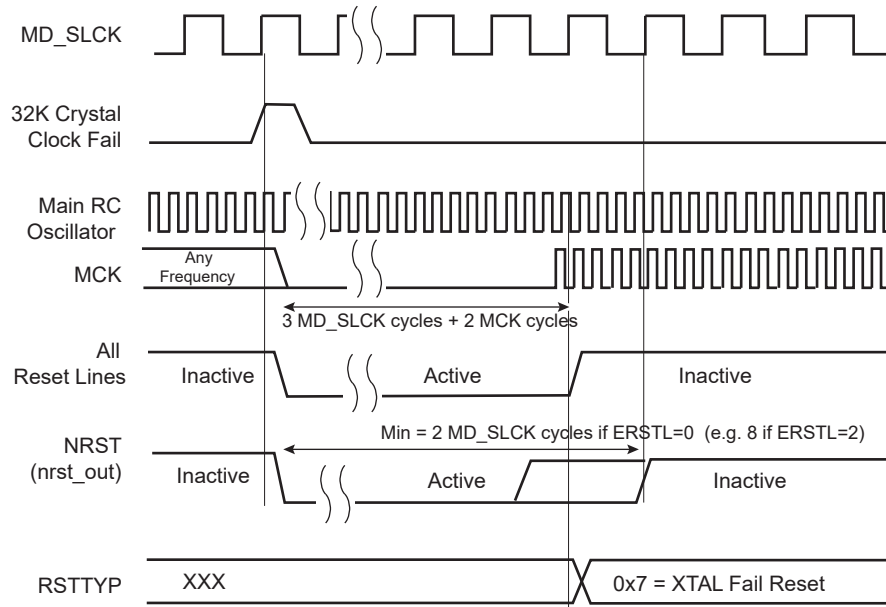 MD_SLCK
32K Crystal
Clock Fail
Main RC
Oscillator
MCK
Any
Frequency
3 MD_SLCK cycles + 2 MCK cycles
All
Reset Lines
Inactive
Active
Inactive
NRST
(nrst_out)
Min = 2 MD_SLCK cycles if ERSTL=0 (e.g. 8 if ERSTL=2)
Inactive
Active
Inactive
RSTTYP
XXX
0x7 = XTAL Fail Reset